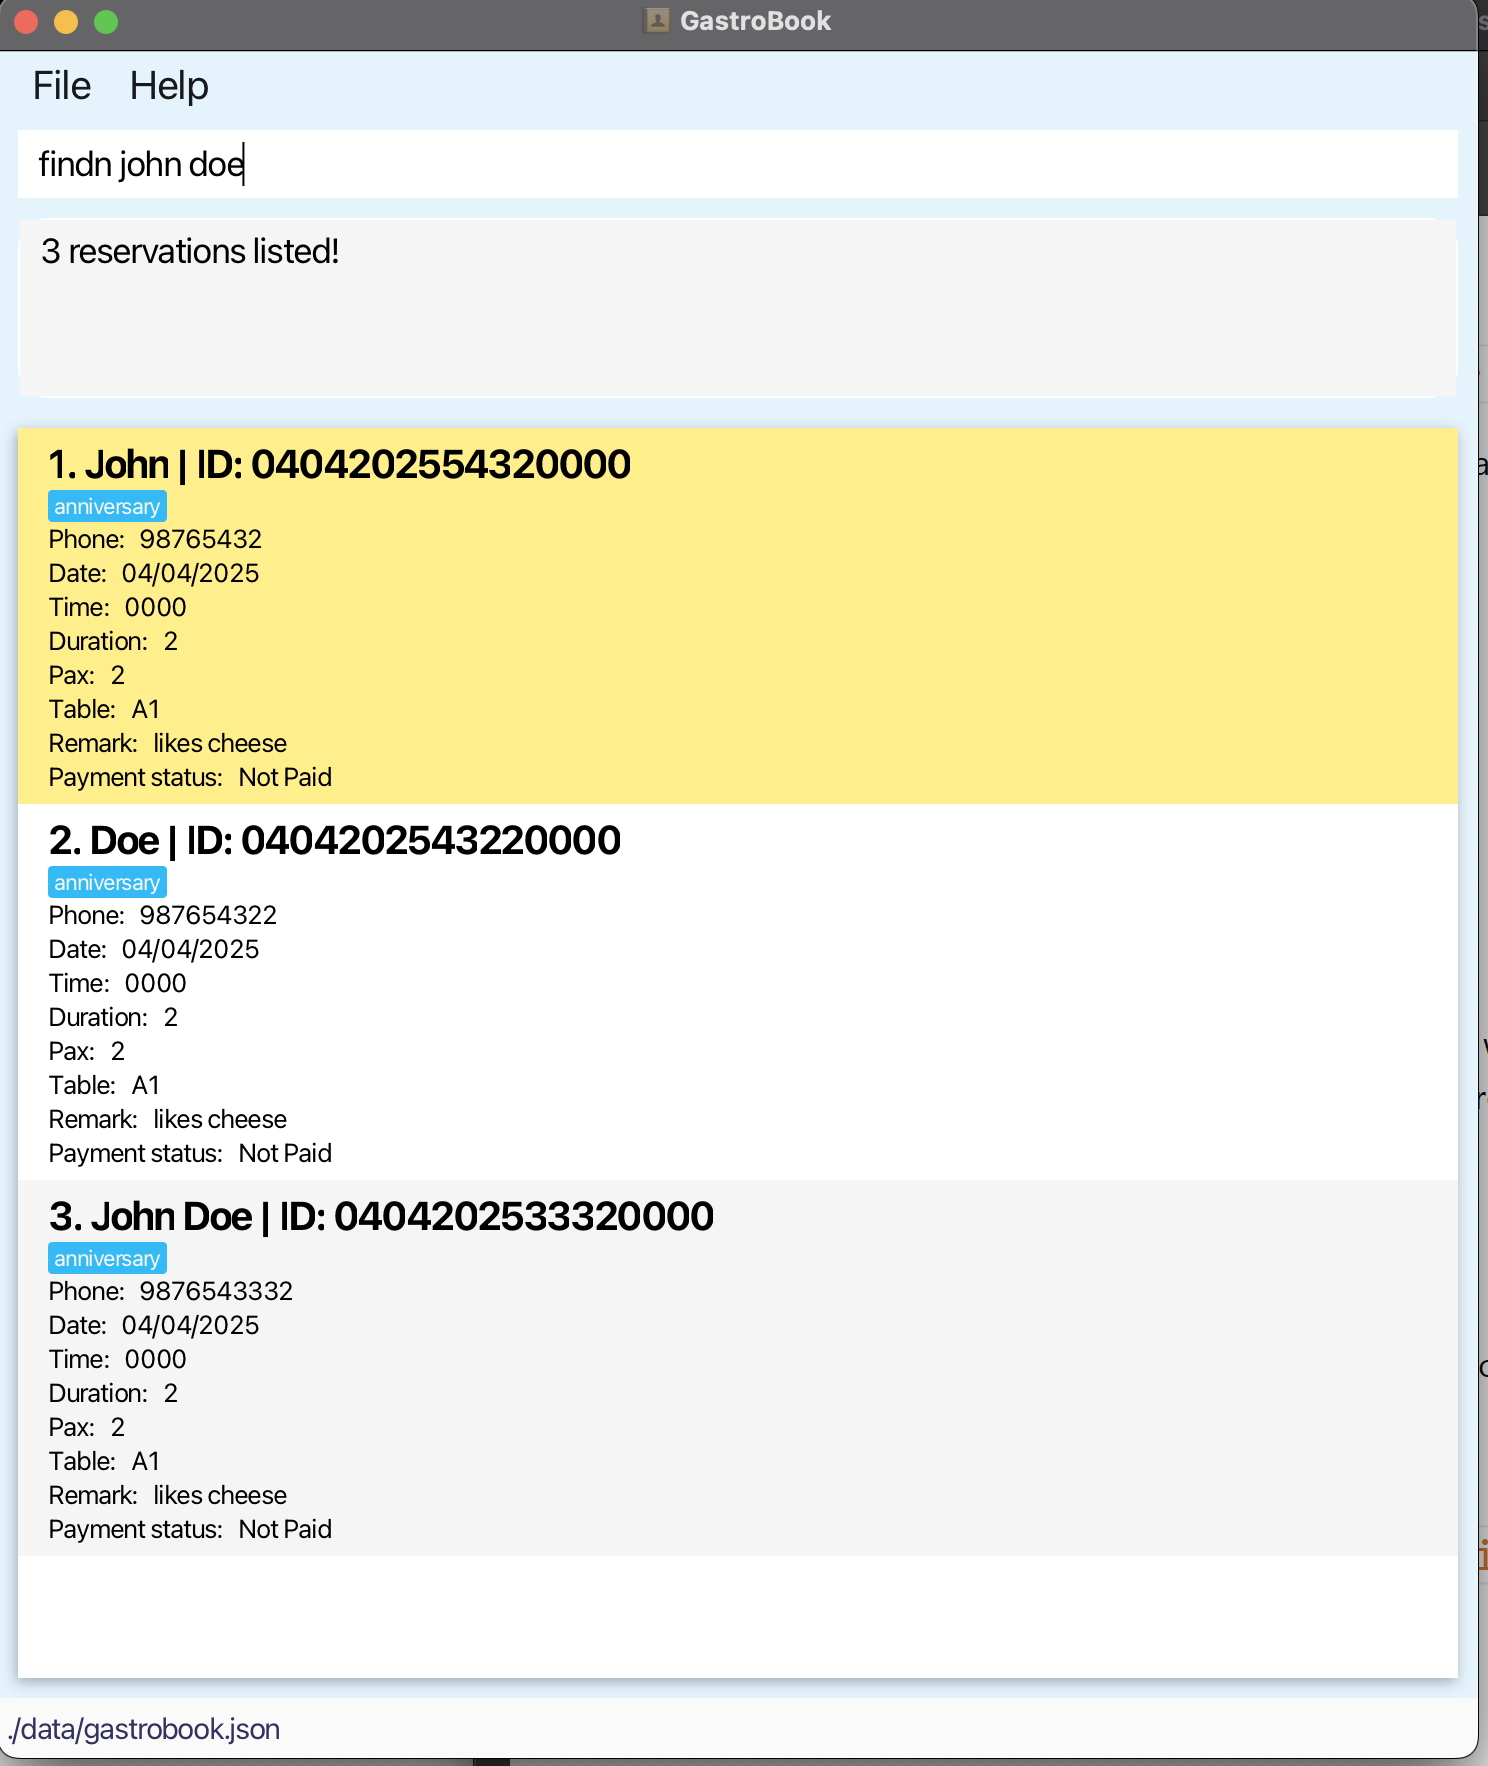 GastroBook
File Help
findn john doe
3 reservations listed!
1. John | ID: 0404202554320000
anniversary
Phone: 98765432
Date: 04/04/2025
Time: 0000
Duration: 2
Pax: 2
Table: A1
Remark: likes cheese
Payment status: Not Paid
2. Doe | ID: 0404202543220000
anniversary
Phone: 987654322
Date: 04/04/2025
Time: 0000
Duration: 2
Pax: 2
Table: A1
Remark: likes cheese
Payment status: Not Paid
3. John Doe | ID: 0404202533320000
anniversary
Phone: 9876543332
Date: 04/04/2025
Time: 0000
Duration: 2
Pax: 2
Table: A1
Remark: likes cheese
Payment status: Not Paid
./data/gastrobook.json